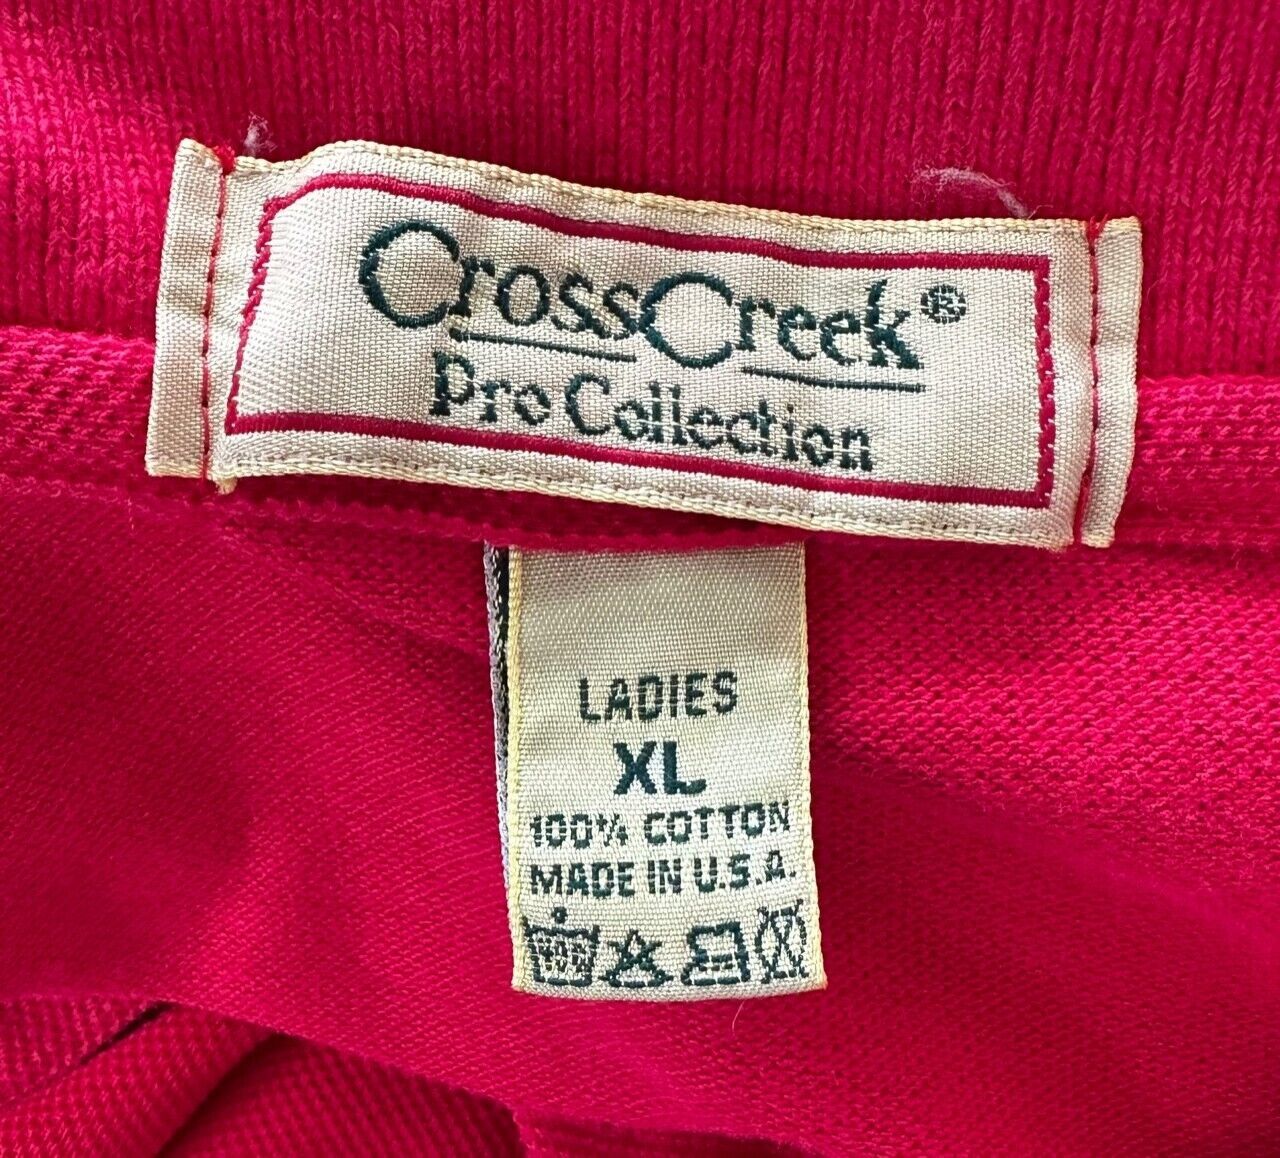 CrossCreek®
Pro Collection
LADIES
XL
100% COTTON
MADE IN U.S.A.